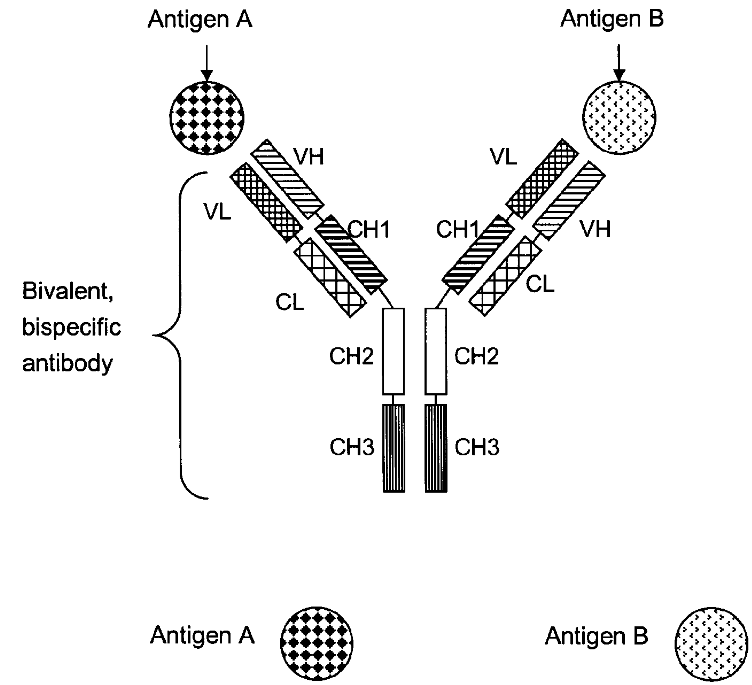 Antigen A
Antigen B
VH
VL
VL
CH1
CH1
VH
CL
CL
Bivalent,
bispecific
antibody
CH2
CH2
CH3
CH3
Antigen A
Antigen B